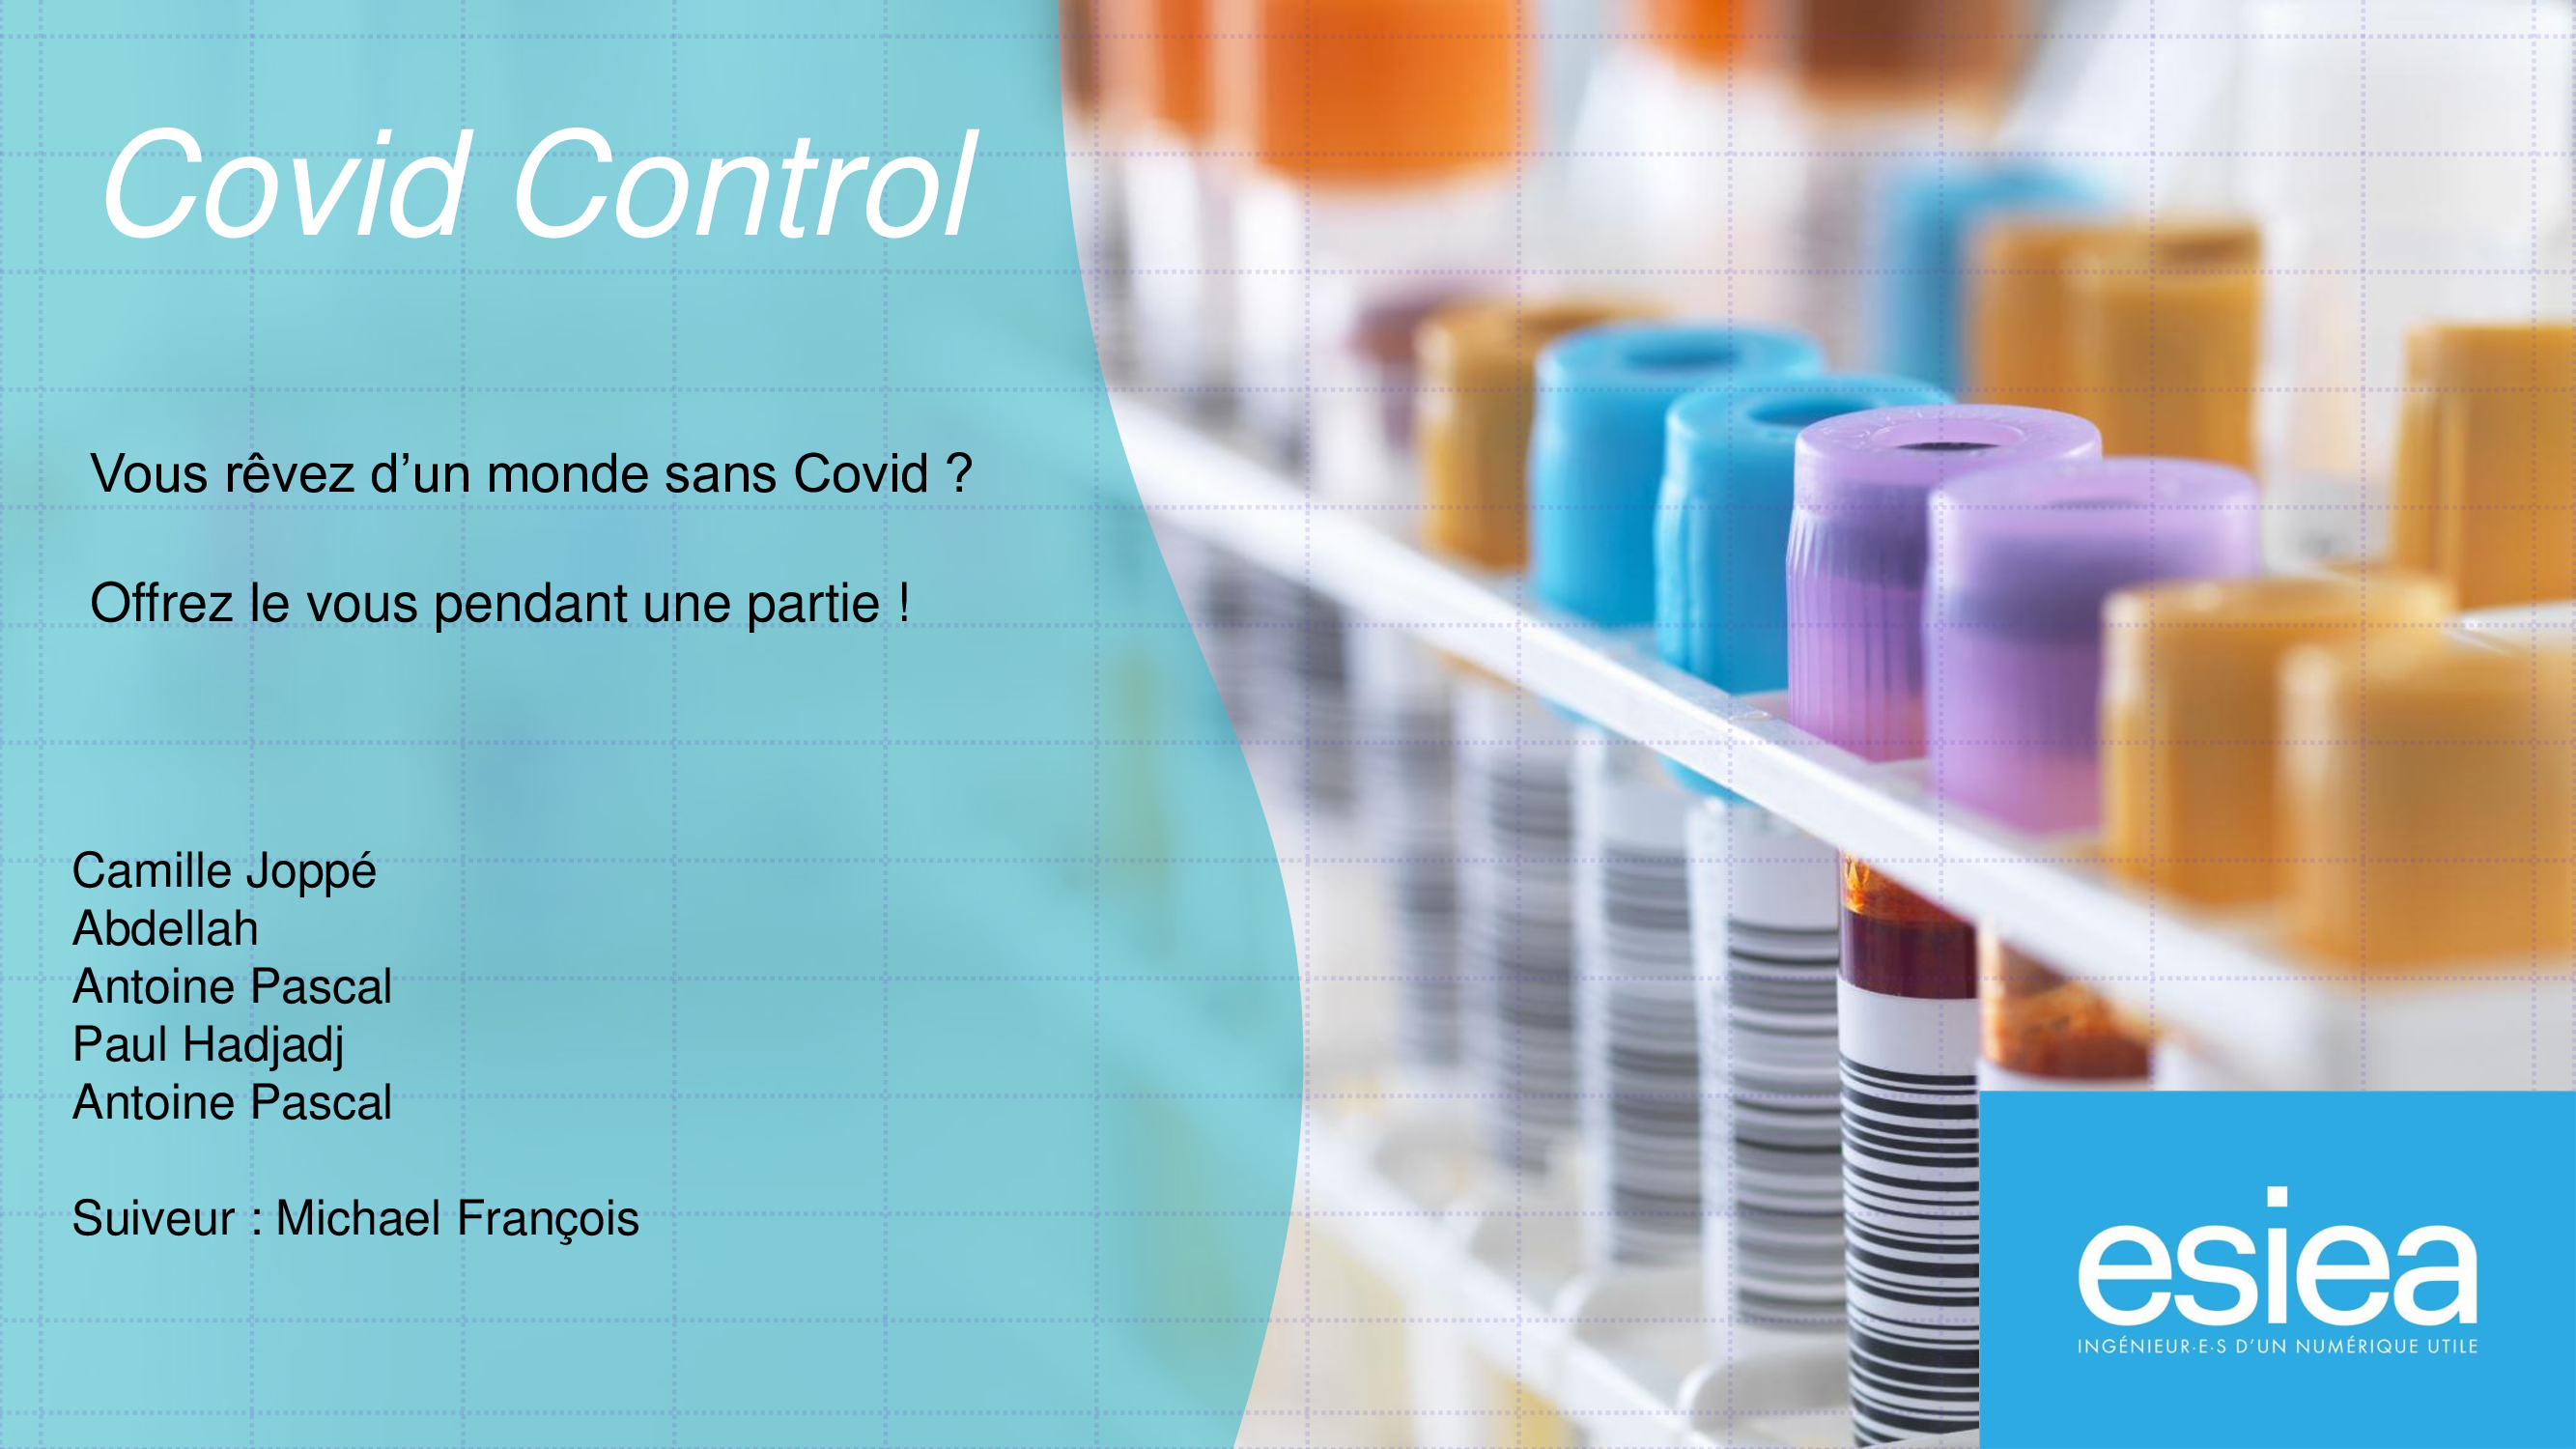 Covid Control
Vous rêvez d’un monde sans Covid ?
Offrez le vous pendant une partie !
Camille Joppé
Abdellah
Antoine Pascal
Paul Hadjadj
Antoine Pascal
Suiveur : Michael François
esiea
INGÉNIEUR·E·S D’UN NUMÉRIQUE UTILE